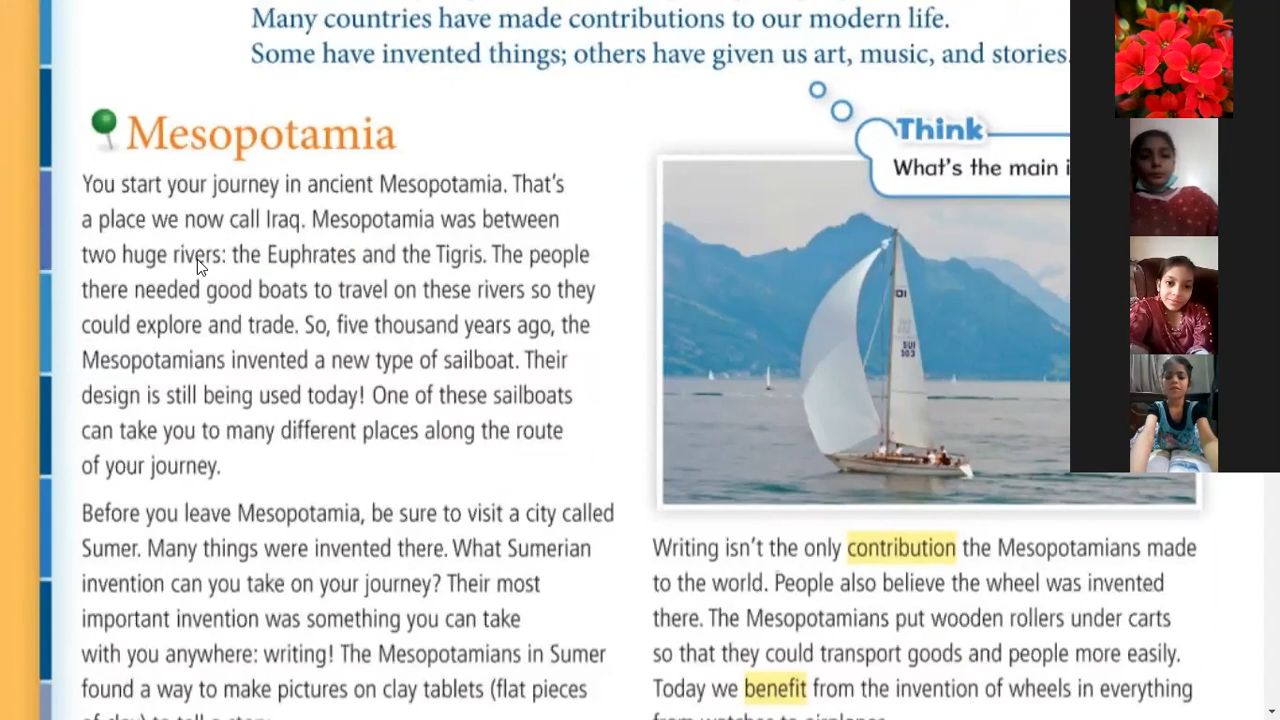 Many countries have made contributions to our modern life.
Some have invented things; others have given us art, music, and stories.
Mesopotamia
Think
What's the main
You start your journey in ancient Mesopotamia. That's
a place we now call Iraq. Mesopotamia was between
two huge rivers: the Euphrates and the Tigris. The people
there needed good boats to travel on these rivers so they
could explore and trade. So, five thousand years ago, the
Mesopotamians invented a new type of sailboat. Their
design is still being used today! One of these sailboats
can take you to many different places along the route
of your journey.
Before you leave Mesopotamia, be sure to visit a city called
Sumer. Many things were invented there. What Sumerian
invention can you take on your journey? Their most
important invention was something you can take
with you anywhere: writing! The Mesopotamians in Sumer
found a way to make pictures on clay tablets (flat pieces
of clay) to tell a story.
SUI
Writing isn't the only contribution the Mesopotamians made
to the world. People also believe the wheel was invented
there. The Mesopotamians put wooden rollers under carts
so that they could transport goods and people more easily.
Today we benefit from the invention of wheels in everything
from watches to airplanes.